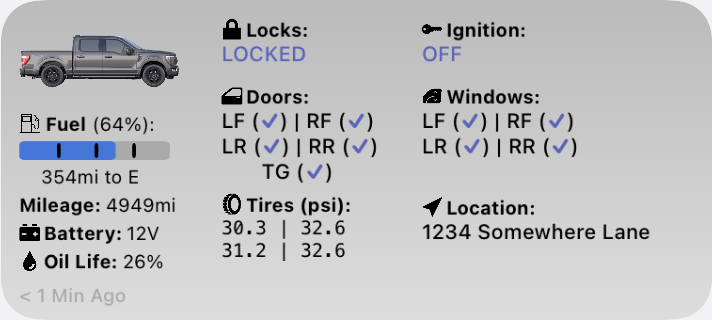 Fuel (64%):
354mi to E
Mileage: 4949mi
Battery: 12V
Oil Life: 26%
< 1 Min Ago
Locks:
LOCKED
Doors:
LF (✓) | RF (✓)
LR (✓) | RR (✓)
TG (✓)
Tires (psi):
30.3 | 32.6
31.2 | 32.6
Ignition:
OFF
Windows:
LF (✓) | RF (✓)
LR (✓) | RR (✓)
Location:
1234 Somewhere Lane